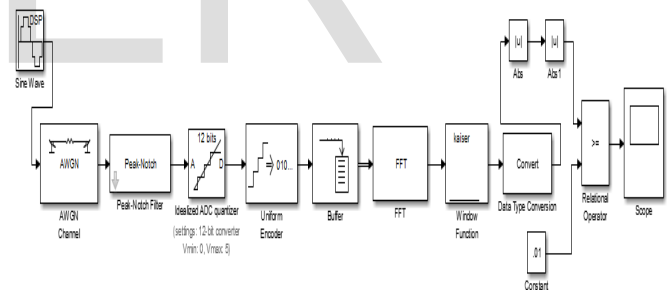 DSP
Sine Wave
|u|
Abs
|u|
Abs1
AWGN
AWGN
Channel
Peak-Notch
Peak-Notch Filter
12 bits
A
D
Idealized ADC quantizer
(settings: 12-bit converter
Vmin: 0, Vmax: 5)
010...
Uniform
Encoder
Buffer
FFT
FFT
kaiser
Window
Function
Convert
Data Type Conversion
>=
Relational
Operator
Scope
.01
Constant